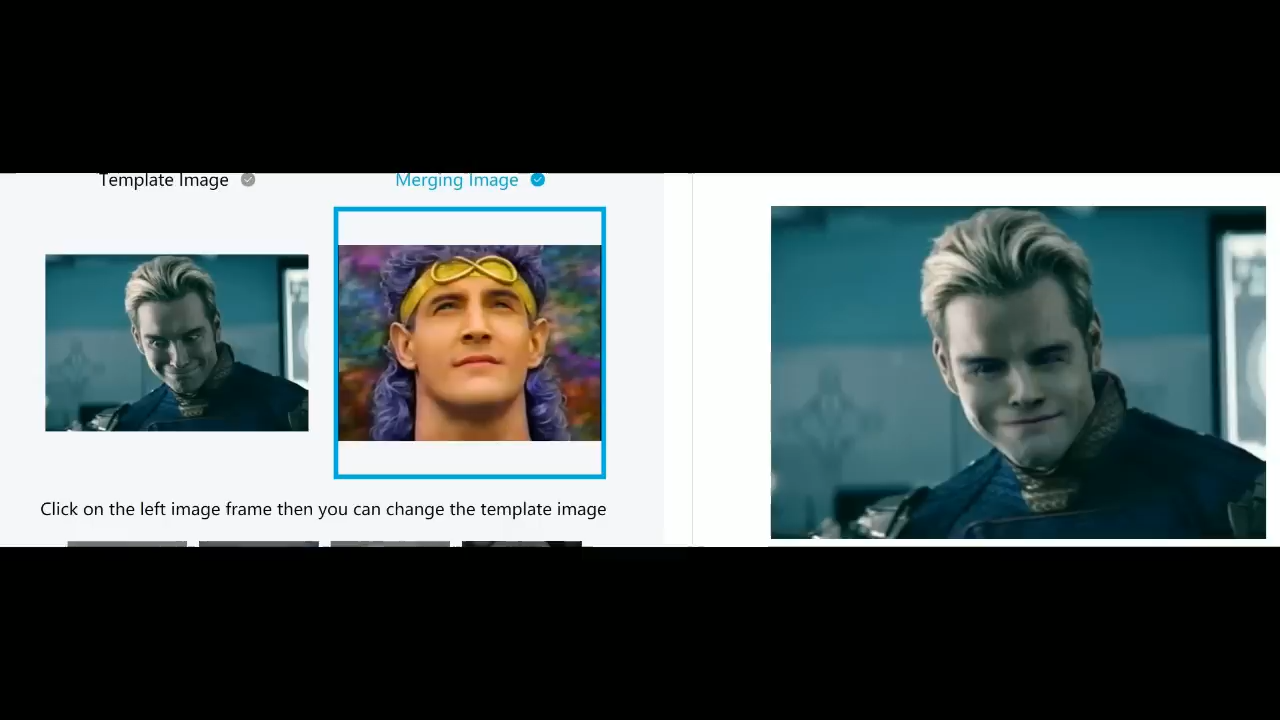 Template Image
Merging Image
Click on the left image frame then you can change the template image